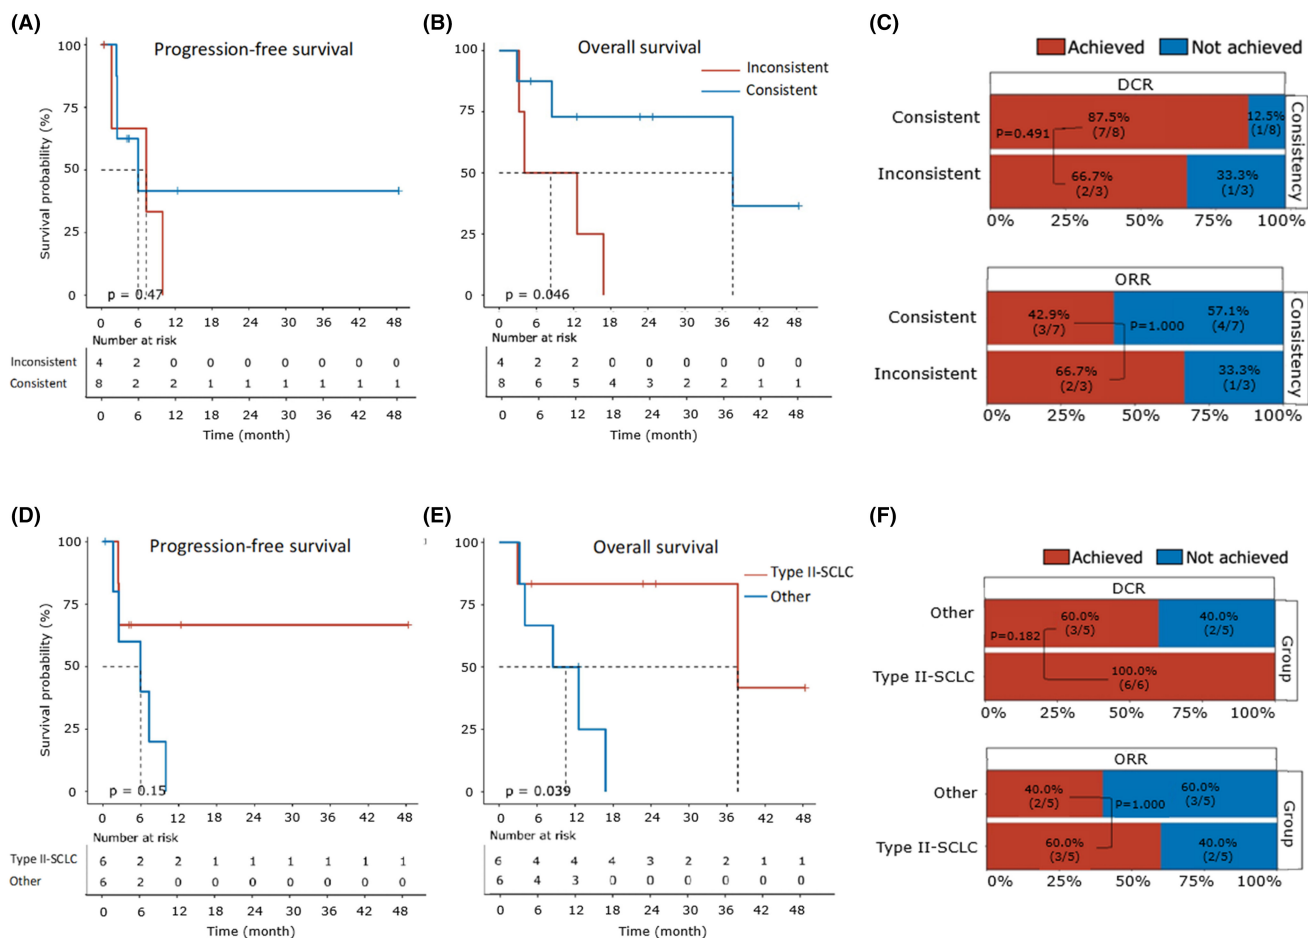 (A)
Progression-free survival
Survival probability (%)
100
75
50
25
0
p = 0.47
0 6 12 18 24 30 36 42 48
Number at risk
Inconsistent 4 2 0 0 0 0 0 0 0
Consistent 8 2 2 1 1 1 1 1 1
0 6 12 18 24 30 36 42 48
Time (month)
(B)
Overall survival
Inconsistent
Consistent
100
75
50
25
0
p = 0.046
0 6 12 18 24 30 36 42 48
Number at risk
4 2 2 0 0 0 0 0 0
8 6 5 4 3 2 2 1 1
0 6 12 18 24 30 36 42 48
Time (month)
(C)
Achieved Not achieved
DCR
Consistent
87.5%
(7/8)
12.5%
(1/8)
P=0.491
Inconsistent
66.7%
(2/3)
33.3%
(1/3)
Consistency
0% 25% 50% 75% 100%
ORR
Consistent
42.9%
(3/7)
57.1%
(4/7)
P=1.000
Inconsistent
66.7%
(2/3)
33.3%
(1/3)
Consistency
0% 25% 50% 75% 100%
(D)
Progression-free survival
Survival probability (%)
100
75
50
25
0
p = 0.15
0 6 12 18 24 30 36 42 48
Number at risk
Type II-SCLC 6 2 2 1 1 1 1 1 1
Other 6 2 0 0 0 0 0 0 0
0 6 12 18 24 30 36 42 48
Time (month)
(E)
Overall survival
Type II-SCLC
Other
100
75
50
25
0
p = 0.039
0 6 12 18 24 30 36 42 48
Number at risk
6 4 4 4 3 2 2 1 1
6 4 3 0 0 0 0 0 0
0 6 12 18 24 30 36 42 48
Time (month)
(F)
Achieved Not achieved
DCR
Other
60.0%
(3/5)
40.0%
(2/5)
P=0.182
Type II-SCLC
100.0%
(6/6)
Group
0% 25% 50% 75% 100%
ORR
Other
40.0%
(2/5)
60.0%
(3/5)
P=1.000
Type II-SCLC
60.0%
(3/5)
40.0%
(2/5)
Group
0% 25% 50% 75% 100%